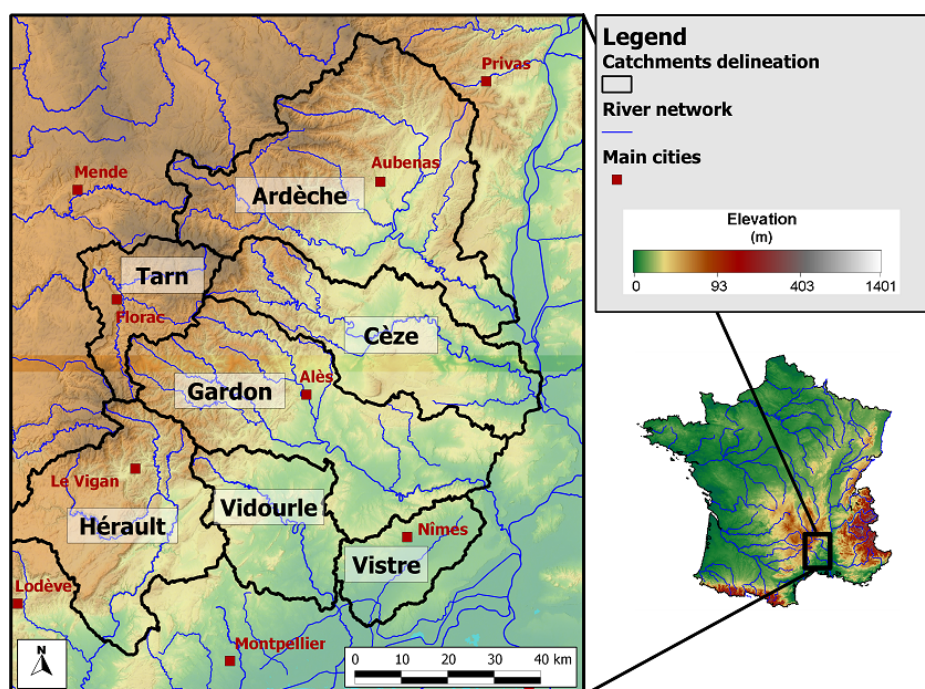 Privas
Mende
Aubenas
Ardèche
Tarn
Florac
Cèze
Alès
Gardon
Le Vigan
Vidourle
Hérault
Nîmes
Vistre
Lodève
Montpellier
N
0 10 20 30 40 km
Legend
Catchments delineation
River network
Main cities
Elevation
(m)
0 93 403 1401